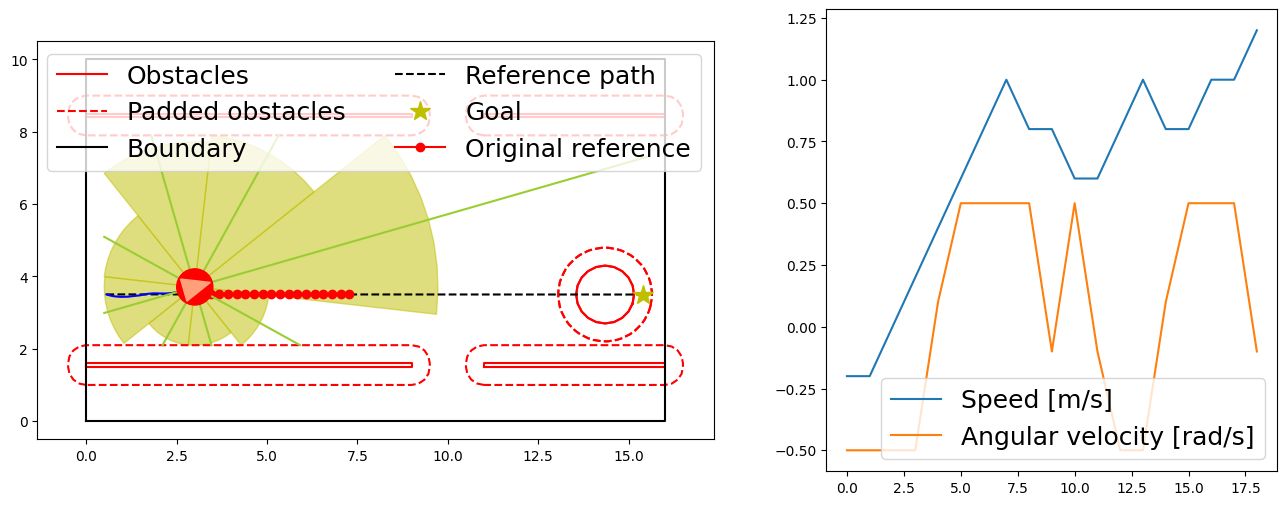 Obstacles
Padded obstacles
Boundary
Reference path
Goal
Original reference
10
8
6
4
2
0
0.0 2.5 5.0 7.5 10.0 12.5 15.0
1.25
1.00
0.75
0.50
0.25
0.00
−0.25
−0.50
Speed [m/s]
Angular velocity [rad/s]
0.0 2.5 5.0 7.5 10.0 12.5 15.0 17.5